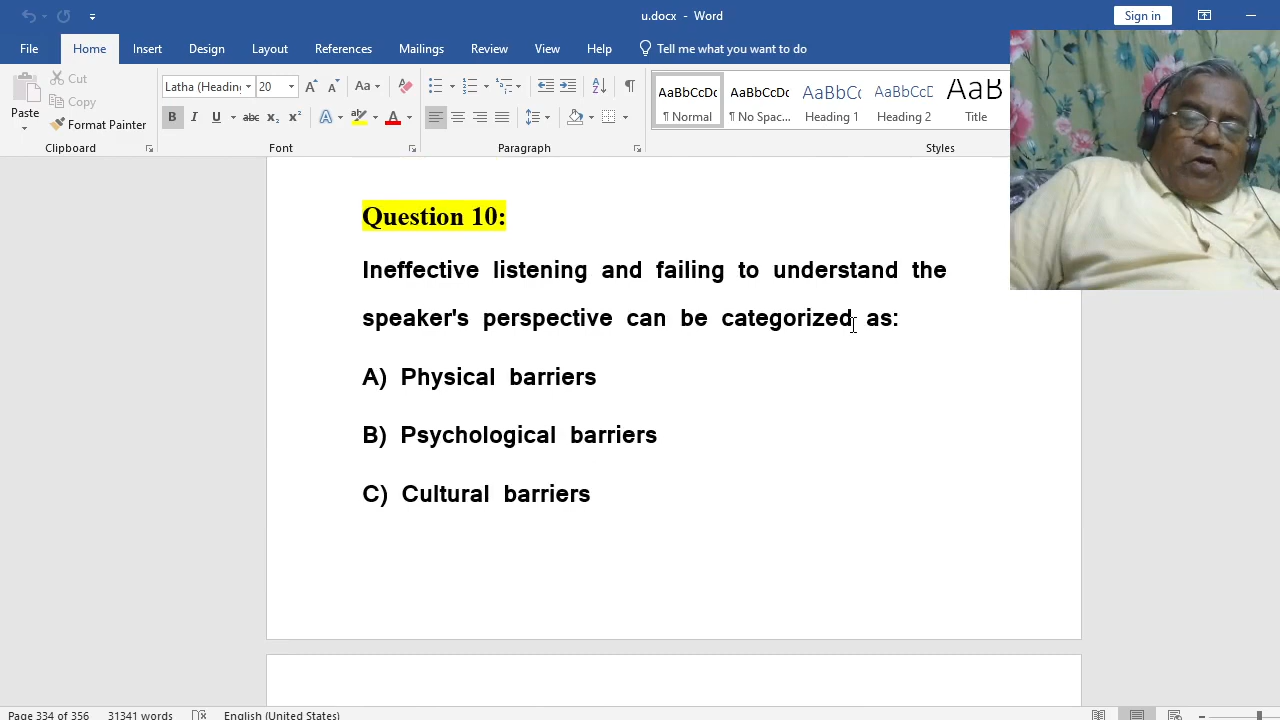 u.docx - Word
Sign in
File Home Insert Design Layout References Mailings Review View Help Tell me what you want to do
Paste
Cut
Copy
Format Painter
Clipboard
Latha (Heading 20
Font
Paragraph
AaBbCcDc ¶ Normal
AaBbCcDc ¶ No Spac...
AaBbCc Heading 1
AaBbCcD Heading 2
AaB Title
Styles
Question 10:
Ineffective listening and failing to understand the
speaker's perspective can be categorized as:
A) Physical barriers
B) Psychological barriers
C) Cultural barriers
Page 334 of 356 31341 words English (United States)